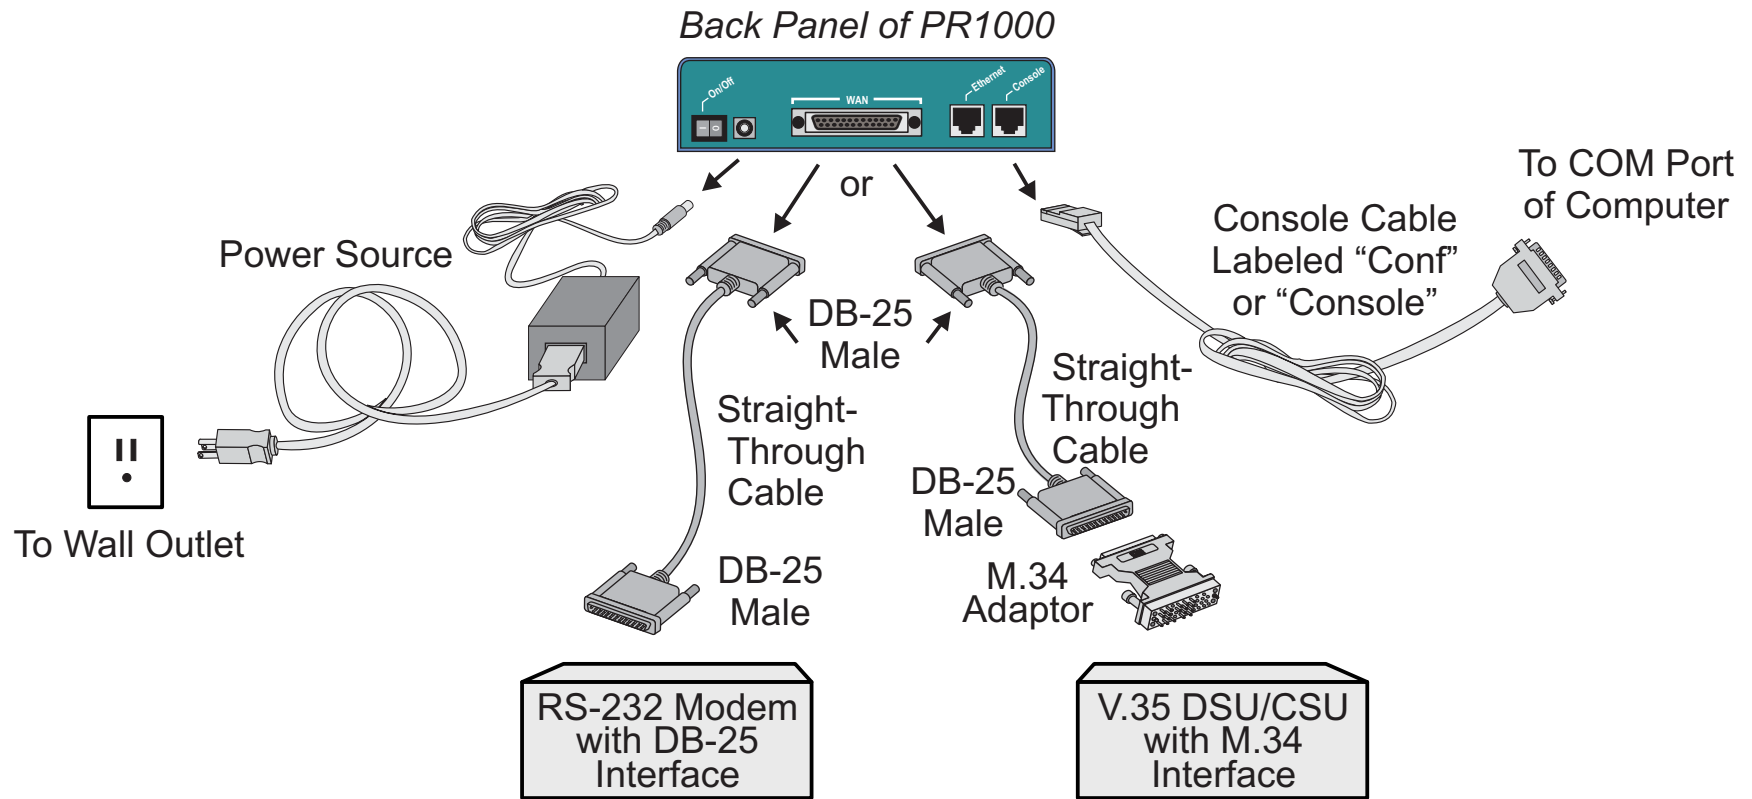 Back Panel of PR1000
On/Off
WAN
Ethernet
Console
I O
or
To COM Port
of Computer
Console Cable
Labeled “Conf”
or “Console”
Power Source
DB-25
Male
Straight-
Through
Cable
Straight-
Through
Cable
DB-25
Male
To Wall Outlet
DB-25
Male
M.34
Adaptor
RS-232 Modem
with DB-25
Interface
V.35 DSU/CSU
with M.34
Interface